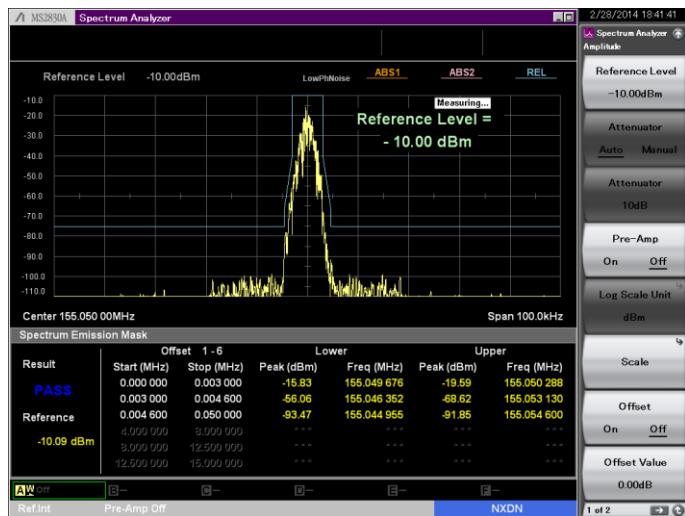 MS2830A Spectrum Analyzer
2/28/2014 18:41:41
Spectrum Analyzer
Amplitude
Reference Level -10.00dBm
LowPhNoise ABS1 ABS2 REL
Measuring...
Reference Level =
- 10.00 dBm
-10.0
-20.0
-30.0
-40.0
-50.0
-60.0
-70.0
-80.0
-90.0
-100.0
-110.0
Center 155.050 00MHz Span 100.0kHz
Spectrum Emission Mask
Offset 1 - 6 Lower Upper
Result Start (MHz) Stop (MHz) Peak (dBm) Freq (MHz) Peak (dBm) Freq (MHz)
PASS
0.000 000 0.003 000 -15.83 155.049 676 -19.59 155.050 288
0.003 000 0.004 600 -56.06 155.046 352 -68.62 155.053 130
0.004 600 0.050 000 -93.47 155.044 955 -91.85 155.054 600
Reference
-10.09 dBm
4.000 000 8.000 000 *** *** *** ***
8.000 000 12.500 000 *** *** *** ***
12.500 000 15.000 000 *** *** *** ***
A W Off B- C- D- E- F-
Ref.Int Pre-Amp Off NXDN
Reference Level
-10.00dBm
Attenuator
Auto Manual
Attenuator
10dB
Pre-Amp
On Off
Log Scale Unit
dBm
Scale
Offset
On Off
Offset Value
0.00dB
1 of 2